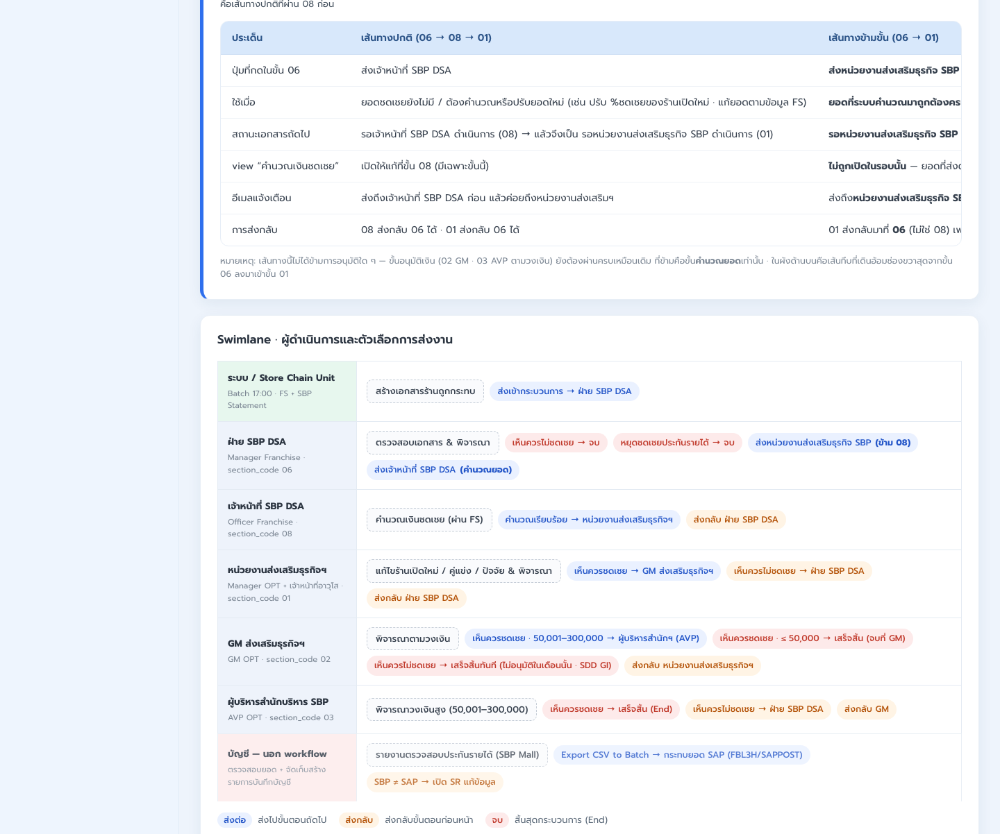 คือเส้นทางปกติที่ผ่าน 08 ก่อน
ประเด็น เส้นทางปกติ (06 → 08 → 01) เส้นทางข้ามขั้น (06 → 01)
ปุ่มที่กดในขั้น 06 ส่งเจ้าหน้าที่ SBP DSA ส่งหน่วยงานส่งเสริมธุรกิจ SBP
ใช้เมื่อ ยอดชดเชยยังไม่มี / ต้องคำนวณหรือปรับยอดใหม่ (เช่น ปรับ %ชดเชยของร้านเปิดใหม่ · แก้ยอดตามข้อมูล FS) ยอดที่ระบบคำนวณมาถูกต้องคร
สถานะเอกสารถัดไป รอเจ้าหน้าที่ SBP DSA ดำเนินการ (08) → แล้วจึงเป็น รอหน่วยงานส่งเสริมธุรกิจ SBP ดำเนินการ (01) รอหน่วยงานส่งเสริมธุรกิจ SBP
view “คำนวณเงินชดเชย” เปิดให้แก้ที่ขั้น 08 (มีเฉพาะขั้นนี้) ไม่ถูกเปิดในรอบนั้น — ยอดที่ส่ง
อีเมลแจ้งเตือน ส่งถึงเจ้าหน้าที่ SBP DSA ก่อน แล้วค่อยถึงหน่วยงานส่งเสริมฯ ส่งถึงหน่วยงานส่งเสริมธุรกิจ
การส่งกลับ 08 ส่งกลับ 06 ได้ · 01 ส่งกลับ 06 ได้ 01 ส่งกลับมาที่ 06 (ไม่ใช่ 08)
หมายเหตุ: เส้นทางนี้ไม่ได้ข้ามการอนุมัติใด ๆ — ขั้นอนุมัติเงิน (02 GM · 03 AVP ตามวงเงิน) ยังต้องผ่านครบเหมือนเดิม ที่ข้ามคือขั้นคำนวณยอดเท่านั้น · ในผังด้านบนคือเส้นทึบที่เดินอ้อมช่องขวาสุดจากขั้น
06 ลงมาเข้าขั้น 01
Swimlane · ผู้ดำเนินการและตัวเลือกการส่งงาน
ระบบ / Store Chain Unit
Batch 17:00 · FS + SBP
Statement
สร้างเอกสารร้านถูกกระทบ ส่งเข้ากระบวนการ → ฝ่าย SBP DSA
ฝ่าย SBP DSA
Manager Franchise ·
section_code 06
ตรวจสอบเอกสาร & พิจารณา เห็นควรไม่ชดเชย → จบ หยุดชดเชยประกันรายได้ → จบ ส่งหน่วยงานส่งเสริมธุรกิจ SBP (ข้าม 08)
ส่งเจ้าหน้าที่ SBP DSA (คำนวณยอด)
เจ้าหน้าที่ SBP DSA
Officer Franchise ·
section_code 08
คำนวณเงินชดเชย (ผ่าน FS) คำนวณเรียบร้อย → หน่วยงานส่งเสริมธุรกิจฯ ส่งกลับ ฝ่าย SBP DSA
หน่วยงานส่งเสริมธุรกิจฯ
Manager OPT + เจ้าหน้าที่อาวุโส ·
section_code 01
แก้ไขร้านเปิดใหม่ / คู่แข่ง / ปัจจัย & พิจารณา เห็นควรชดเชย → GM ส่งเสริมธุรกิจฯ เห็นควรไม่ชดเชย → ฝ่าย SBP DSA
ส่งกลับ ฝ่าย SBP DSA
GM ส่งเสริมธุรกิจฯ
GM OPT · section_code 02
พิจารณาตามวงเงิน เห็นควรชดเชย · 50,001–300,000 → ผู้บริหารสำนักฯ (AVP) เห็นควรชดเชย · ≤ 50,000 → เสร็จสิ้น (จบที่ GM)
เห็นควรไม่ชดเชย → เสร็จสิ้นทันที (ไม่อนุมัติในเดือนนั้น · SDD GI) ส่งกลับ หน่วยงานส่งเสริมธุรกิจฯ
ผู้บริหารสำนักบริหาร SBP
AVP OPT · section_code 03
พิจารณาวงเงินสูง (50,001–300,000) เห็นควรชดเชย → เสร็จสิ้น (End) เห็นควรไม่ชดเชย → ฝ่าย SBP DSA ส่งกลับ GM
บัญชี — นอก workflow
ตรวจสอบยอด + จัดเก็บสร้าง
รายการบันทึกบัญชี
รายงานตรวจสอบประกันรายได้ (SBP Mall) Export CSV to Batch → กระทบยอด SAP (FBL3H/SAPPOST)
SBP ≠ SAP → เปิด SR แก้ข้อมูล
ส่งต่อ ส่งไปขั้นตอนถัดไป ส่งกลับ ส่งกลับขั้นตอนก่อนหน้า จบ สิ้นสุดกระบวนการ (End)